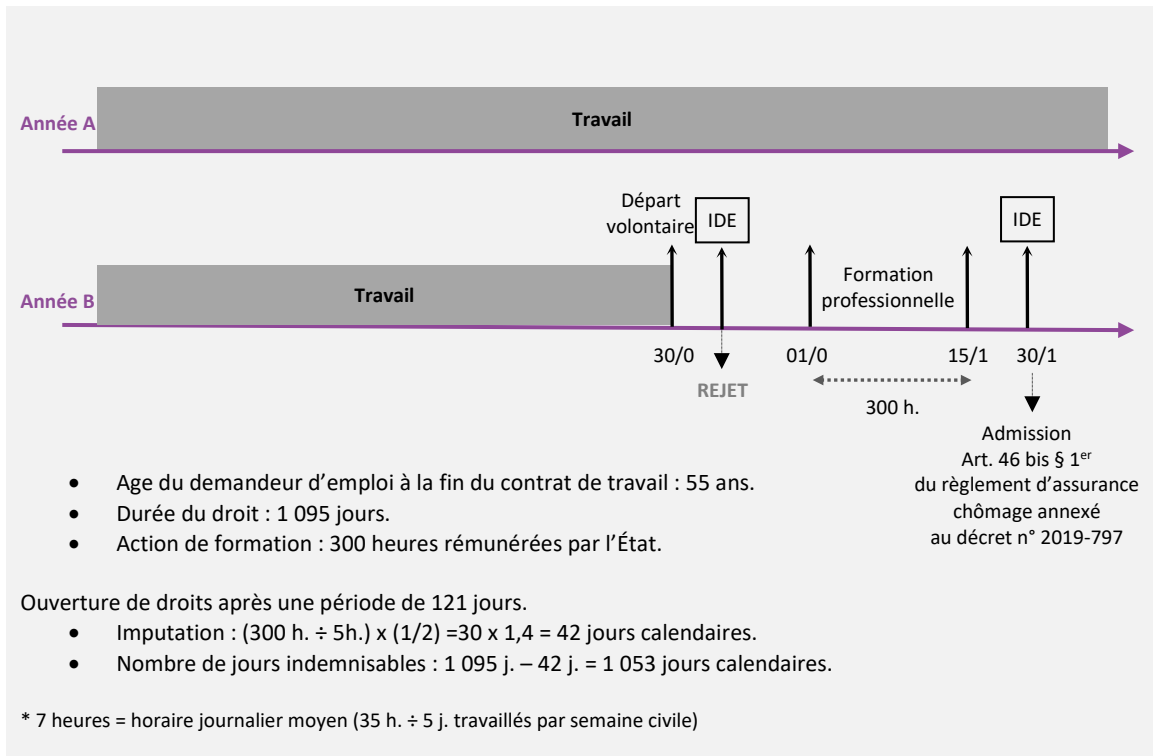 Année A
Travail
Départ
volontaire
IDE
IDE
Année B
Travail
Formation
professionnelle
30/0
01/0
15/1
30/1
REJET
300 h.
Admission
Art. 46 bis § 1er
du règlement d’assurance
chômage annexé
au décret n° 2019-797
• Age du demandeur d’emploi à la fin du contrat de travail : 55 ans.
• Durée du droit : 1 095 jours.
• Action de formation : 300 heures rémunérées par l’État.
Ouverture de droits après une période de 121 jours.
• Imputation : (300 h. ÷ 5h.) x (1/2) =30 x 1,4 = 42 jours calendaires.
• Nombre de jours indemnisables : 1 095 j. – 42 j. = 1 053 jours calendaires.
* 7 heures = horaire journalier moyen (35 h. ÷ 5 j. travaillés par semaine civile)